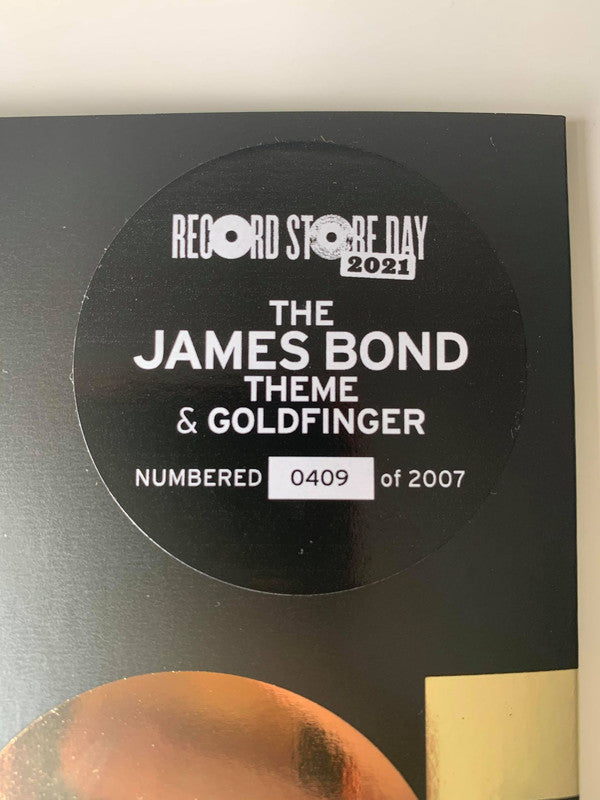 RECORD STORE DAY
2021
THE
JAMES BOND
THEME
& GOLDFINGER
NUMBERED 0409 of 2007